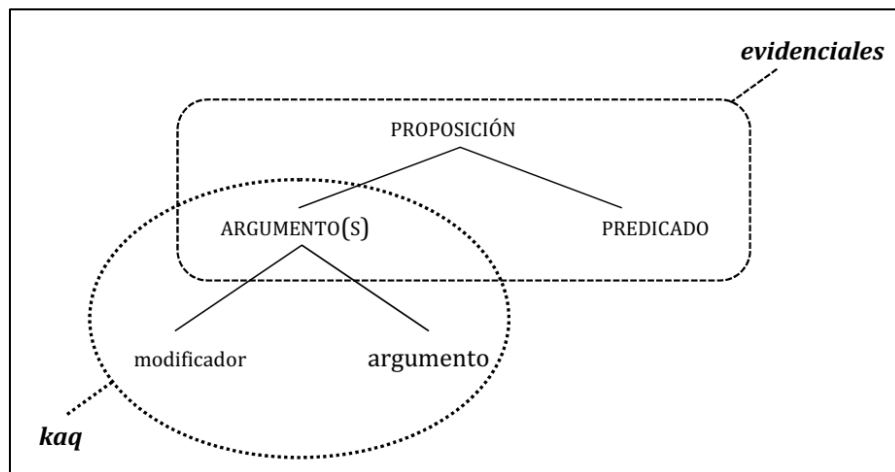 evidenciales
PROPOSICIÓN
ARGUMENTO(S) PREDICADO
modificador argumento
kaq